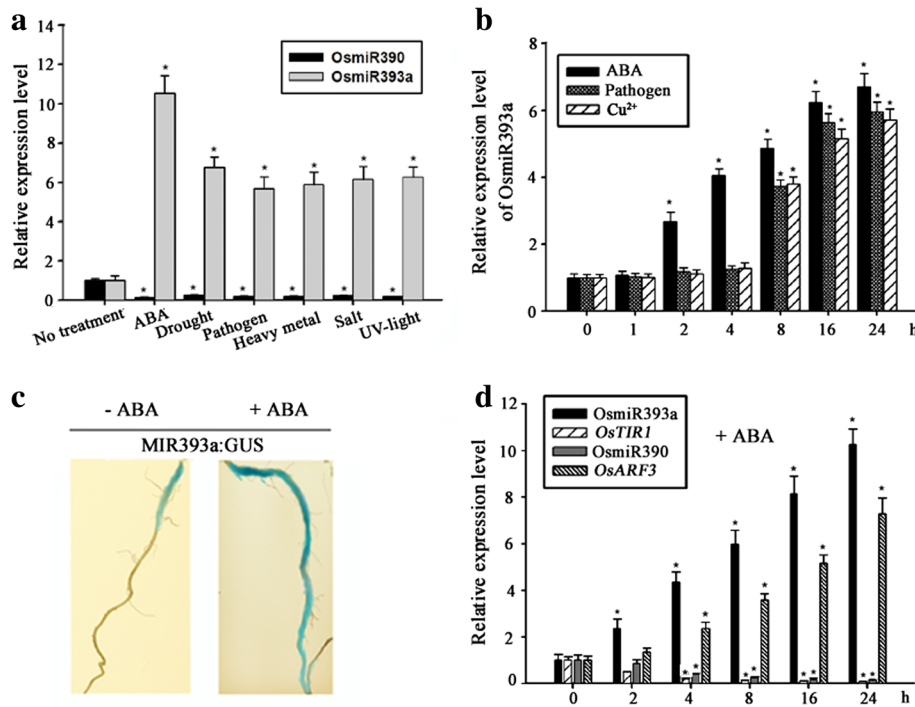 a
Relative expression level
14
12
10
8
6
4
2
0
OsmiR390
OsmiR393a
* * * * * *
* * * * * *
No treatment
ABA
Drought
Pathogen
Heavy metal
Salt
UV-light
b
Relative expression level
of OsmiR393a
8
6
4
2
0
ABA
Pathogen
Cu²⁺
* * * * * * * * * * *
0 1 2 4 8 16 24 h
c
- ABA + ABA
MIR393a:GUS
d
Relative expression level
12
10
8
6
4
2
0
OsmiR393a
OsTIR1
OsmiR390
OsARF3
+ ABA
* * * * *
* * * *
* * * * * * * *
0 2 4 8 16 24 h